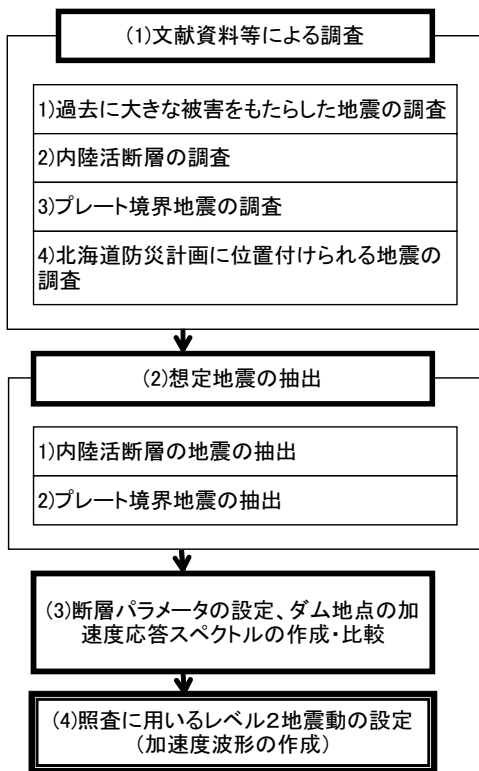 (1)文献資料等による調査
1)過去に大きな被害をもたらした地震の調査
2)内陸活断層の調査
3)プレート境界地震の調査
4)北海道防災計画に位置付けられる地震の
調査
(2)想定地震の抽出
1)内陸活断層の地震の抽出
2)プレート境界地震の抽出
(3)断層パラメータの設定、ダム地点の加
速度応答スペクトルの作成・比較
(4)照査に用いるレベル2地震動の設定
(加速度波形の作成)